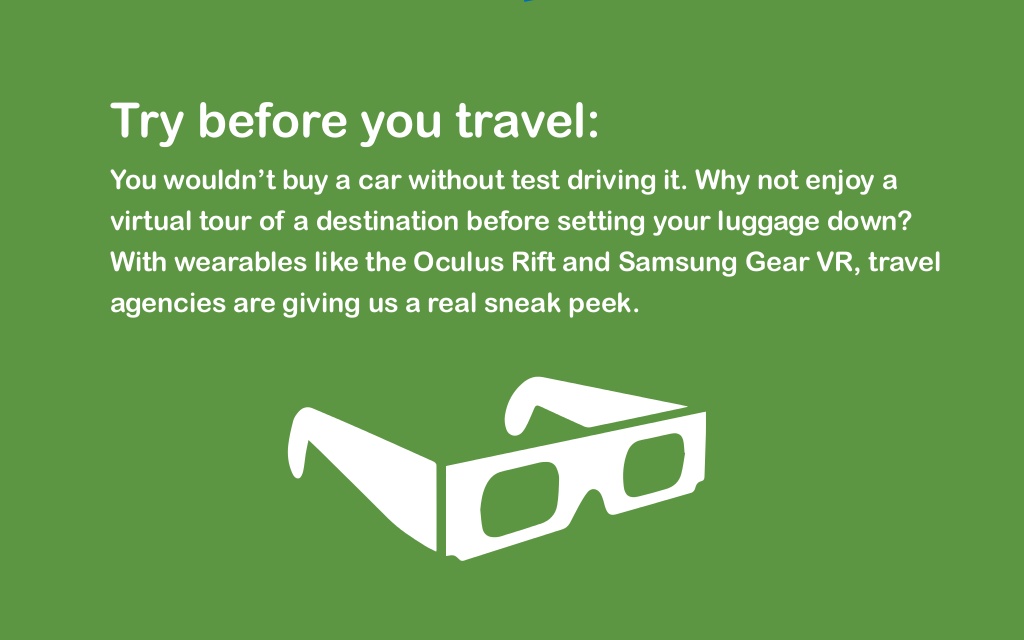 Try before you travel:
You wouldn’t buy a car without test driving it. Why not enjoy a
virtual tour of a destination before setting your luggage down?
With wearables like the Oculus Rift and Samsung Gear VR, travel
agencies are giving us a real sneak peek.